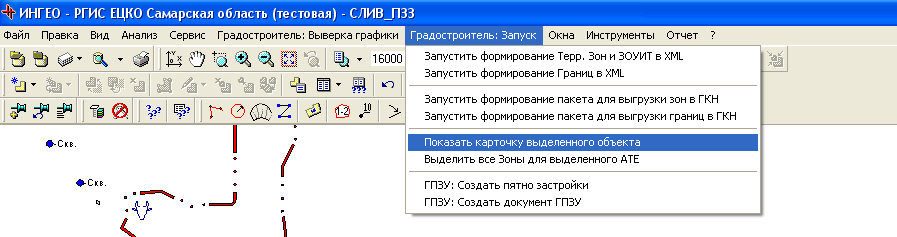 ИНГЕО - РГИС ЕЦКО Самарская область (тестовая) - СЛИВ_ПЗЗ
Файл Правка Вид Анализ Сервис Градостроитель: Выверка графики Градостроитель: Запуск Окна Инструменты Отчет ?
16000
Запустить формирование Терр. Зон и ЗОУИТ в XML
Запустить формирование Границ в XML
Запустить формирование пакета для выгрузки зон в ГКН
Запустить формирование пакета для выгрузки границ в ГКН
Показать карточку выделенного объекта
Выделить все Зоны для выделенного АТЕ
ГПЗУ: Создать пятно застройки
ГПЗУ: Создать документ ГПЗУ
Скв.
Скв.